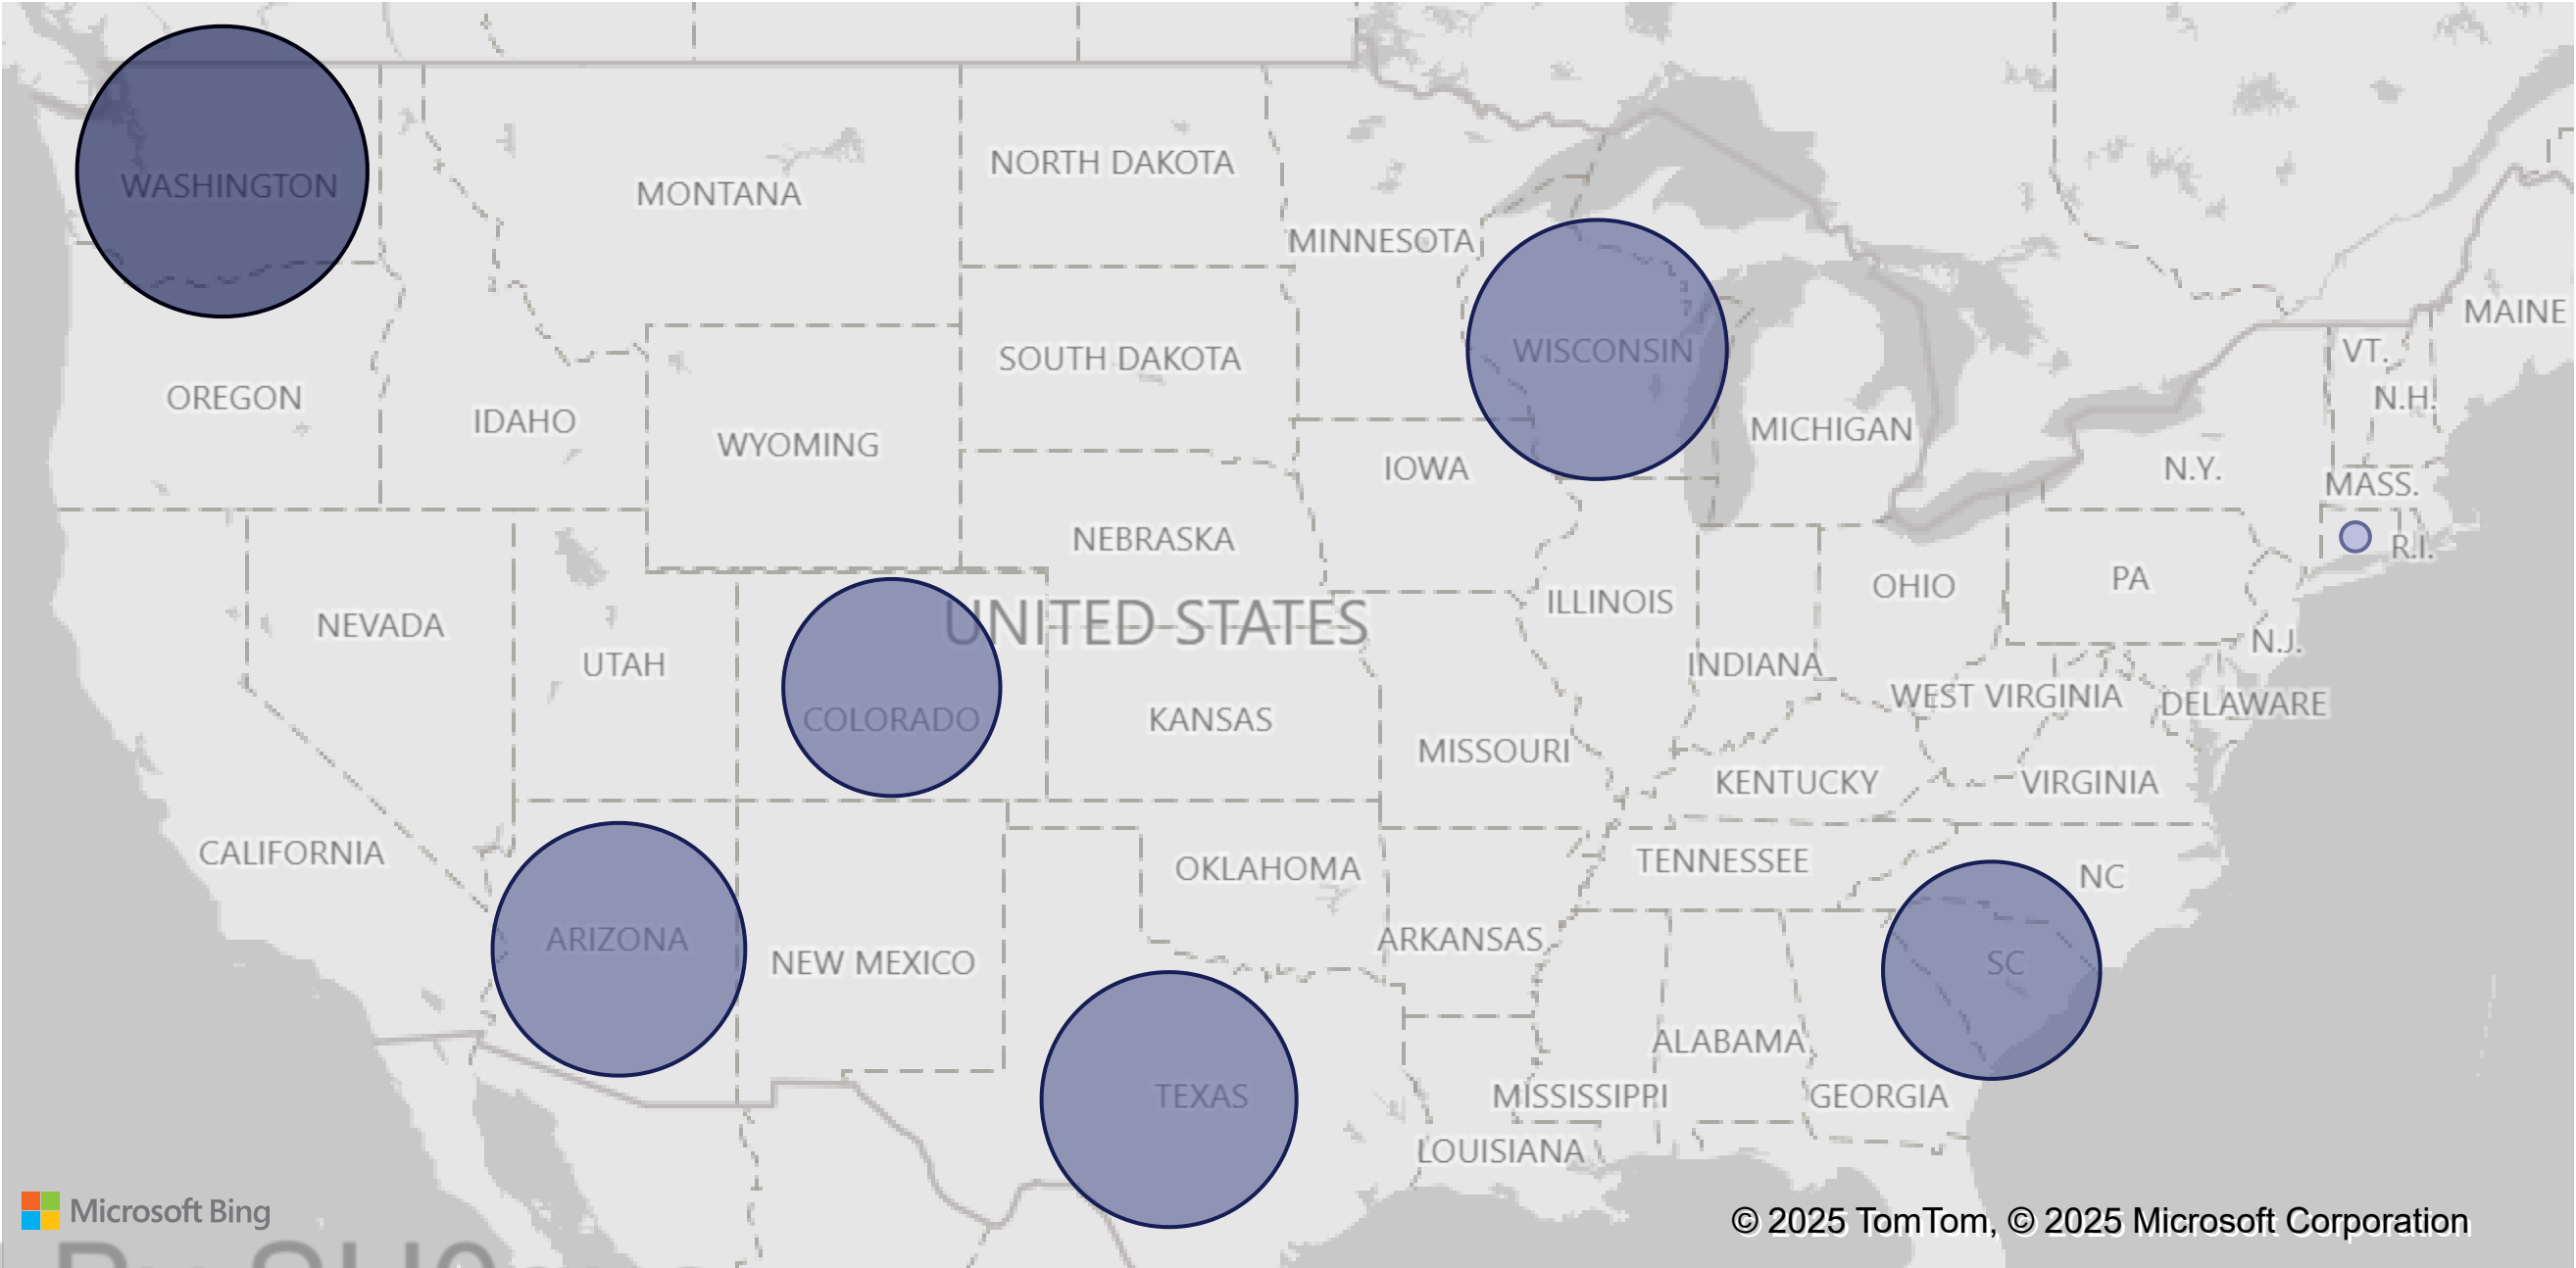 NORTH DAKOTA
WASHINGTON
MONTANA
MINNESOTA
MAINE
WISCONSIN
VT.
SOUTH DAKOTA
OREGON
N.H.
IDAHO
MICHIGAN
WYOMING
IOWA
N.Y.
MASS.
NEBRASKA
R.I.
PA
OHIO
ILLINOIS
UNITED STATES
NEVADA
N.J.
UTAH
INDIANA
WEST VIRGINIA
DELAWARE
COLORADO
KANSAS
MISSOURI
KENTUCKY
VIRGINIA
CALIFORNIA
TENNESSEE
OKLAHOMA
NC
ARIZONA
ARKANSAS
NEW MEXICO
SC
ALABAMA
TEXAS
MISSISSIPPI
GEORGIA
LOUISIANA
Microsoft Bing
© 2025 TomTom, © 2025 Microsoft Corporation